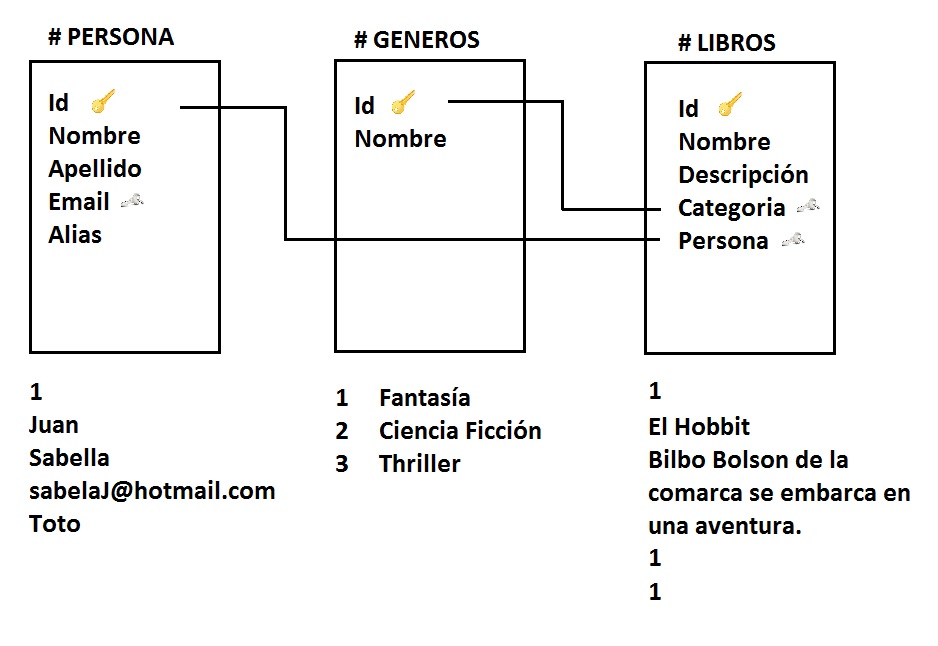 # PERSONA
Id
Nombre
Apellido
Email
Alias
1
Juan
Sabella
sabelaJ@hotmail.com
Toto
# GENEROS
Id
Nombre
1 Fantasía
2 Ciencia Ficción
3 Thriller
# LIBROS
Id
Nombre
Descripción
Categoria
Persona
1
El Hobbit
Bilbo Bolson de la
comarca se embarca en
una aventura.
1
1